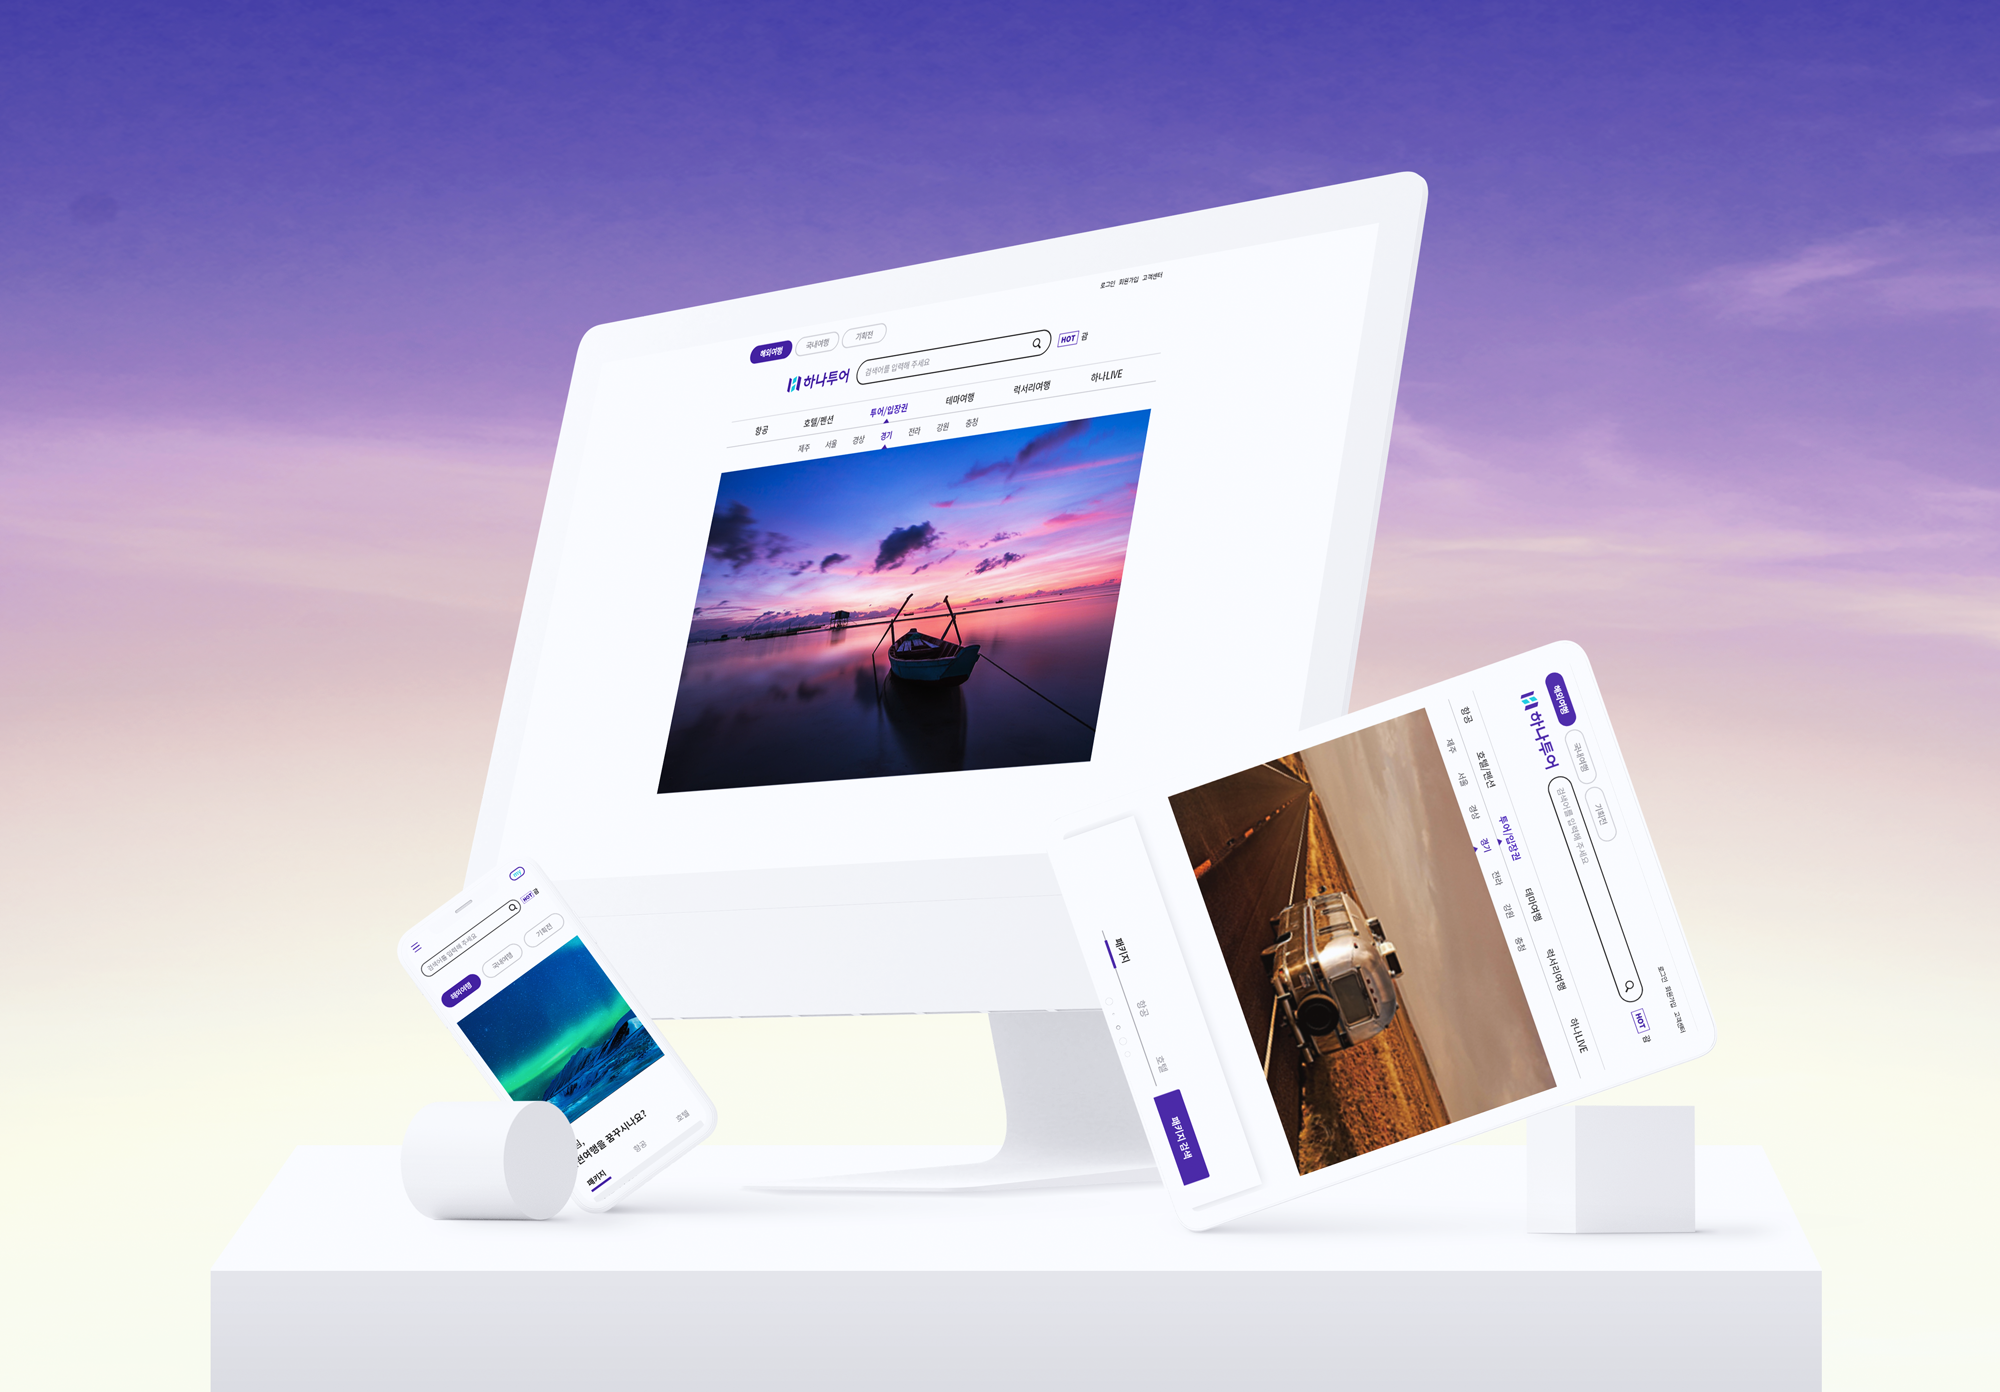 로그인 회원가입 고객센터
해외여행 국내여행 기획전
하나투어 검색어를 입력해 주세요 HOT 괌
항공 호텔/펜션 투어/입장권 테마여행 럭셔리여행 하나LIVE
제주 서울 경상 경기 전라 강원 충청
검색어를 입력해 주세요 HOT 괌
해외여행 국내여행 기획전
여행을 꿈꾸시나요?
패키지 항공 호텔
로그인 회원가입 고객센터
해외여행 국내여행 기획전
하나투어 검색어를 입력해 주세요 HOT 괌
항공 호텔/펜션 투어/입장권 테마여행 럭셔리여행 하나LIVE
제주 서울 경상 경기 전라 강원 충청
패키지 항공 호텔
패키지 검색